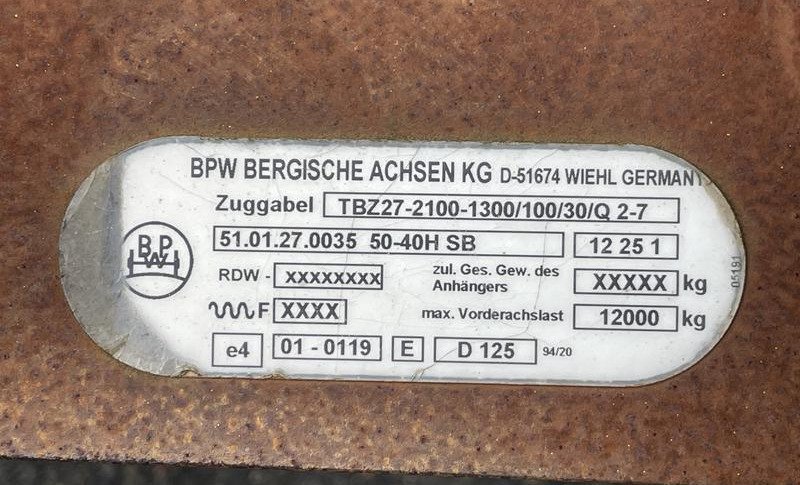 BPW BERGISCHE ACHSEN KG D-51674 WIEHL GERMANY
Zuggabel TBZ27-2100-1300/100/30/Q 2-7
BPW
51.01.27.0035 50-40H SB 12 25 1
RDW - XXXXXXXX zul. Ges. Gew. des Anhängers XXXXX kg
F XXXX max. Vorderachslast 12000 kg
e4 01 - 0119 E D 125 94/20
05191